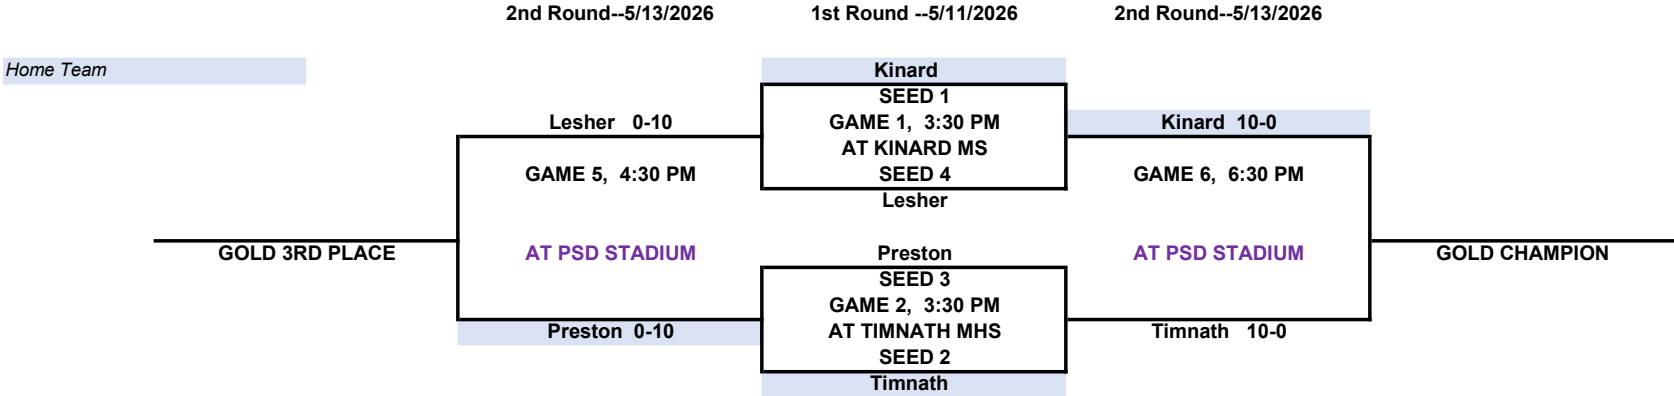 2nd Round--5/13/2026 1st Round --5/11/2026 2nd Round--5/13/2026
Home Team Kinard
SEED 1
Lesher 0-10 GAME 1, 3:30 PM Kinard 10-0
AT KINARD MS
GAME 5, 4:30 PM SEED 4 GAME 6, 6:30 PM
Lesher
GOLD 3RD PLACE AT PSD STADIUM Preston AT PSD STADIUM GOLD CHAMPION
SEED 3
GAME 2, 3:30 PM
Preston 0-10 AT TIMNATH MHS Timnath 10-0
SEED 2
Timnath